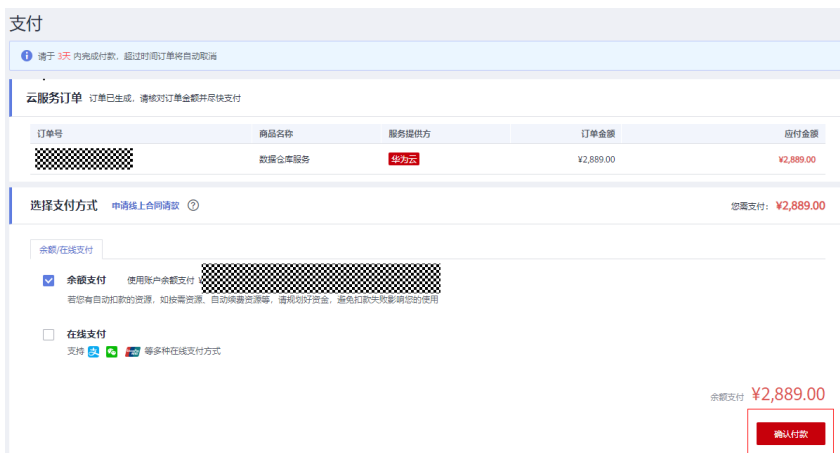 支付
请于 3天 内完成付款，超过时间订单将自动取消
云服务订单 订单已生成，请核对订单金额并尽快支付
订单号 商品名称 服务提供方 订单金额 应付金额
数据仓库服务 华为云 ¥2,889.00 ¥2,889.00
选择支付方式 申请线上合同请款 ?
您需支付：¥2,889.00
余额/在线支付
余额支付 使用账户余额支付
若您有自动扣款的资源，如按需资源、自动续费资源等，请规划好资金，避免扣款失败影响您的使用
在线支付
支持 支 等多种在线支付方式
余额支付 ¥2,889.00
确认付款